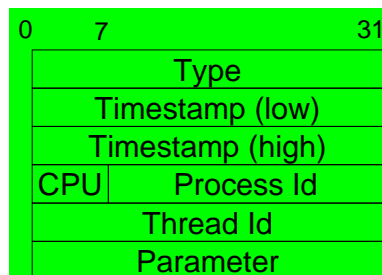 0 7 31
Type
Timestamp (low)
Timestamp (high)
CPU Process Id
Thread Id
Parameter